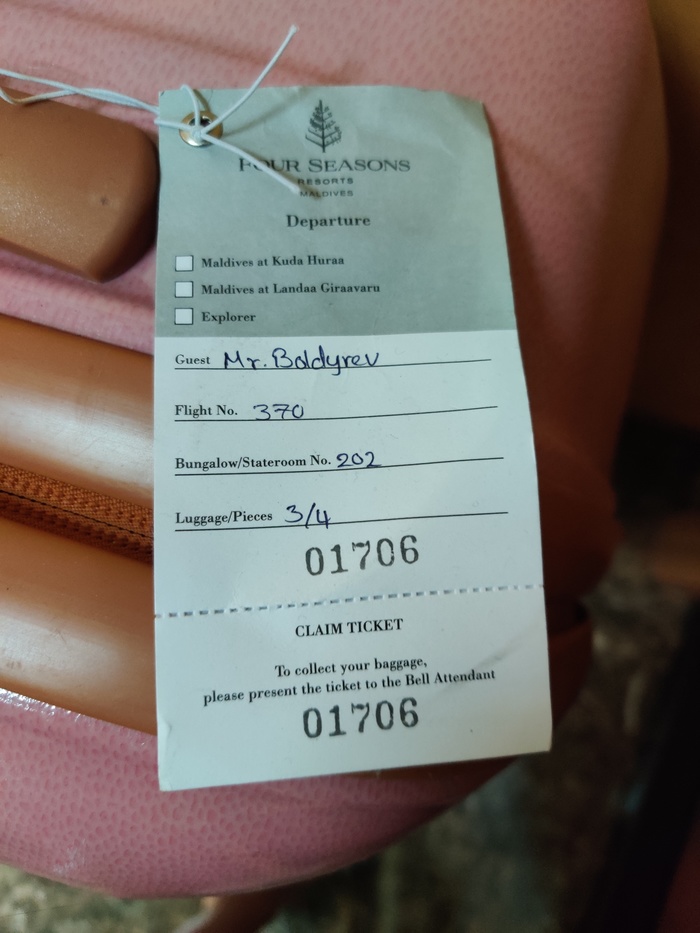 FOUR SEASONS
RESORTS
MALDIVES
Departure
Maldives at Kuda Huraa
Maldives at Landaa Giraavaru
Explorer
Guest Mr. Boldyrev
Flight No. 370
Bungalow/Stateroom No. 202
Luggage/Pieces 3/4
01706
CLAIM TICKET
To collect your baggage,
please present the ticket to the Bell Attendant
01706